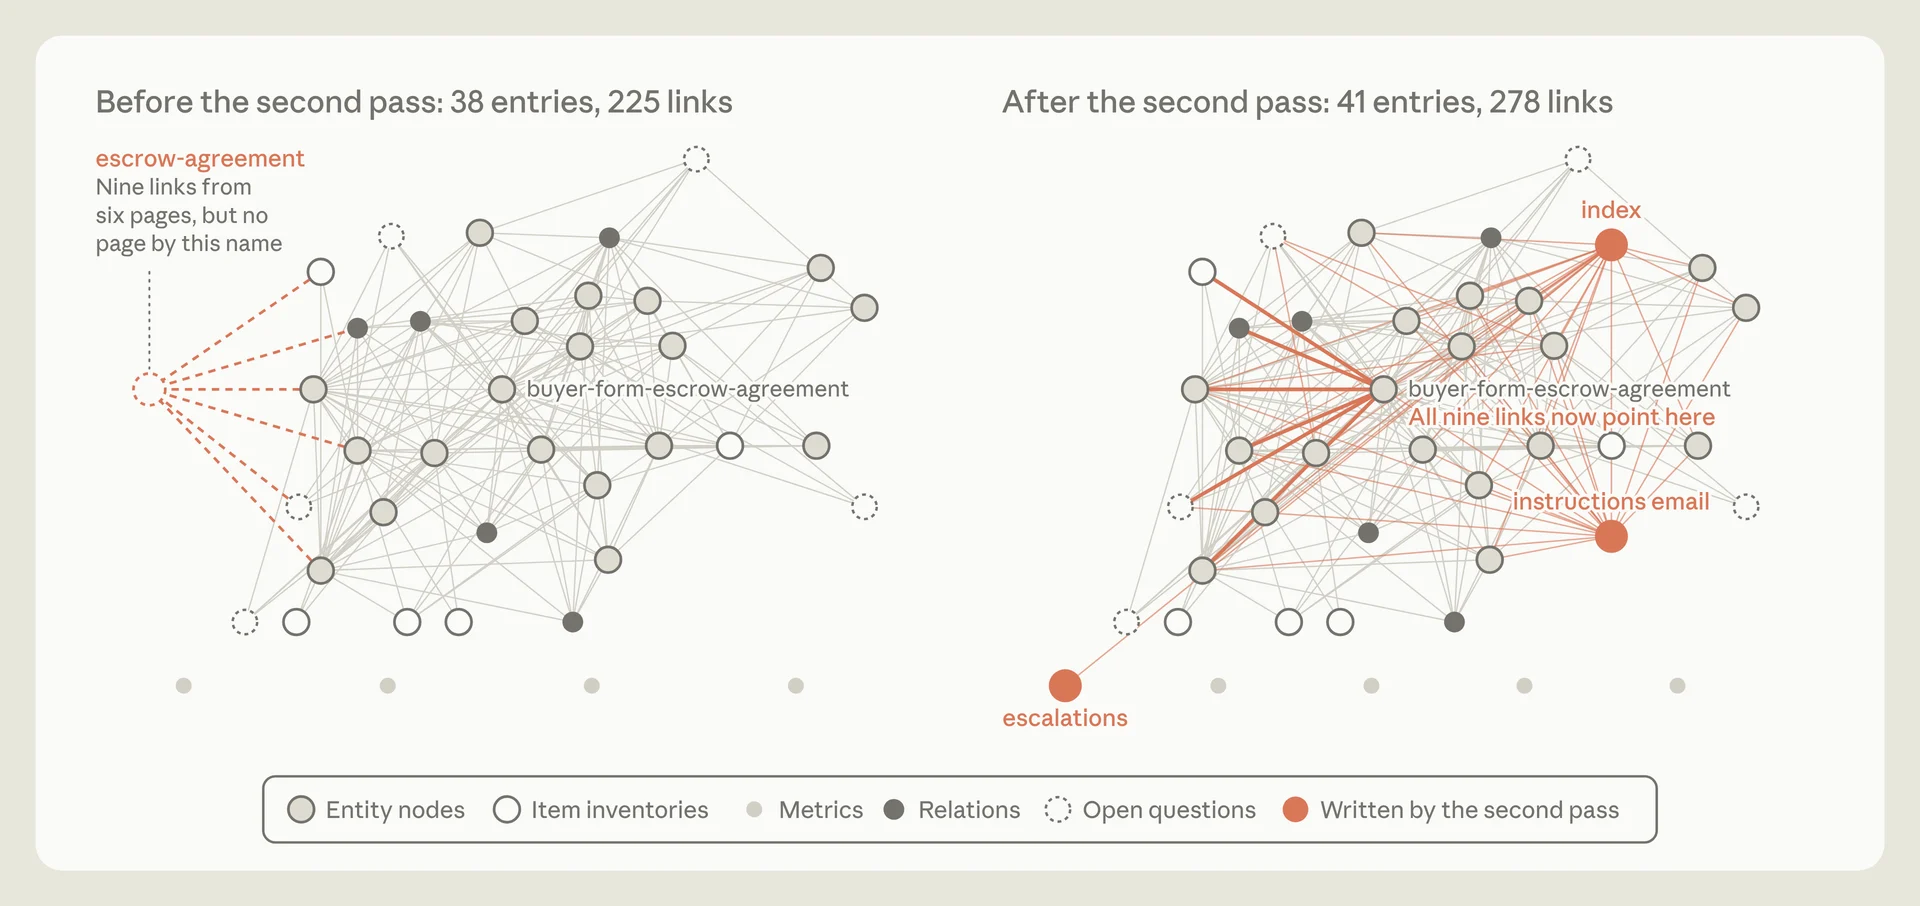 Before the second pass: 38 entries, 225 links
escrow-agreement
Nine links from
six pages, but no
page by this name
buyer-form-escrow-agreement
After the second pass: 41 entries, 278 links
index
buyer-form-escrow-agreement
All nine links now point here
instructions email
escalations
Entity nodes
Item inventories
Metrics
Relations
Open questions
Written by the second pass